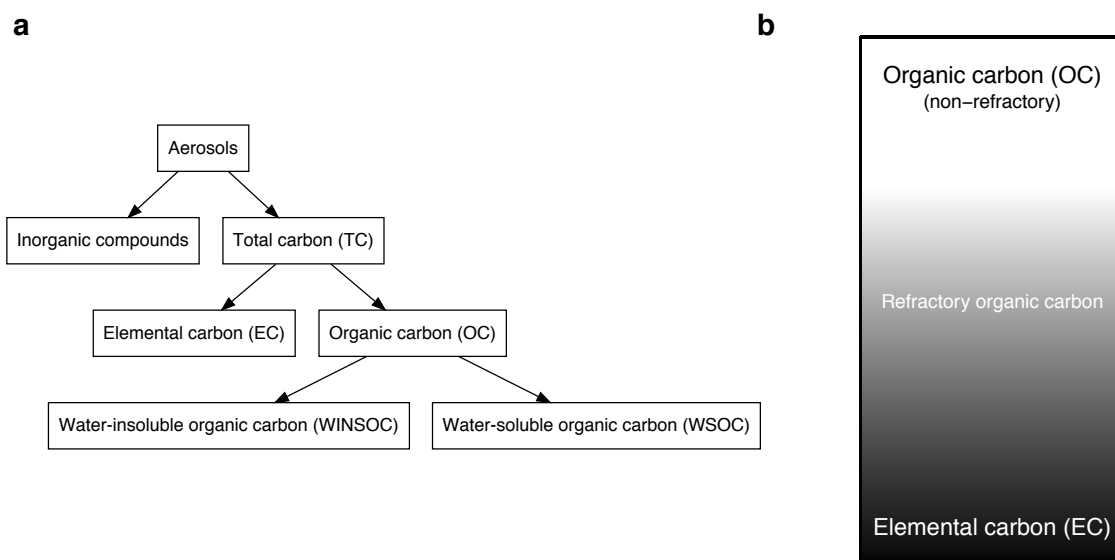 a
Aerosols
Inorganic compounds
Total carbon (TC)
Elemental carbon (EC)
Organic carbon (OC)
Water-insoluble organic carbon (WINSOC)
Water-soluble organic carbon (WSOC)
b
Organic carbon (OC)
(non−refractory)
Refractory organic carbon
Elemental carbon (EC)